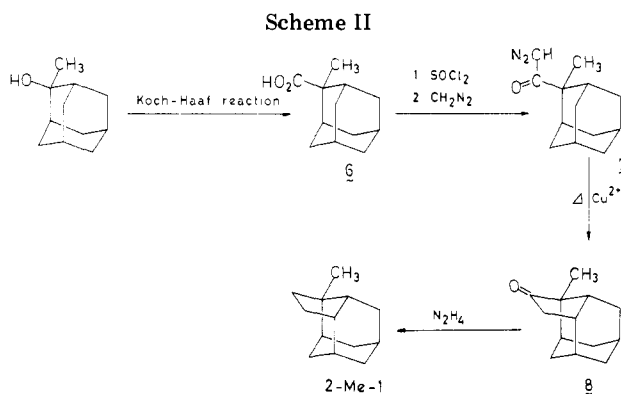 Scheme II
HO
CH₃
Koch-Haaf reaction
HO₂C
CH₃
6
1 SOCl₂
2 CH₂N₂
N₂CH
O
CH₃
△ Cu²⁺
CH₃
2-Me-1
N₂H₄
O
CH₃
8